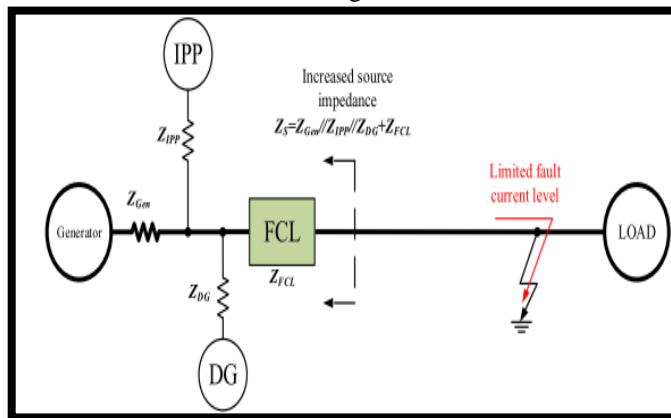 IPP
Increased source
impedance
Z_S=Z_Gen//Z_IPP//Z_DG+Z_FCL
Z_IPP
Limited fault
current level
Z_Gen
Generator
FCL
LOAD
Z_DG
Z_FCL
DG